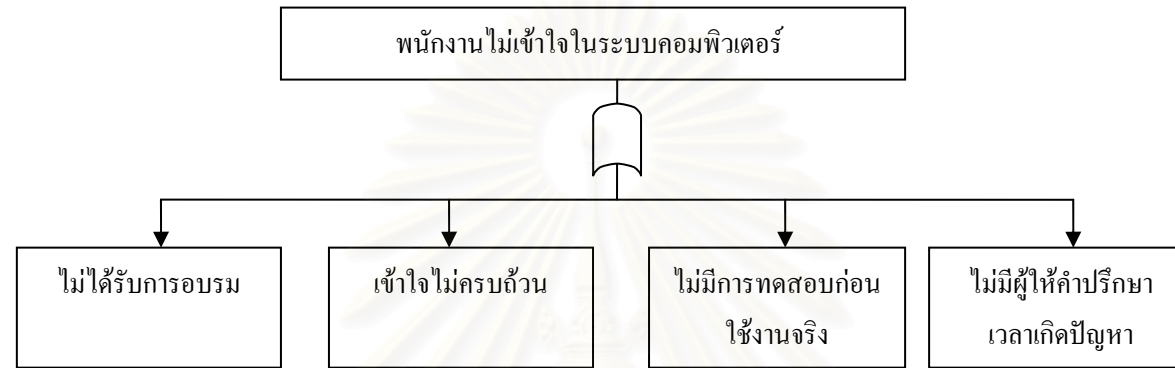 พนักงานไม่เข้าใจในระบบคอมพิวเตอร์
ไม่ได้รับการอบรม
เข้าใจไม่ครบถ้วน
ไม่มีการทดสอบก่อน
ใช้งานจริง
ไม่มีผู้ให้คำปรึกษา
เวลาเกิดปัญหา